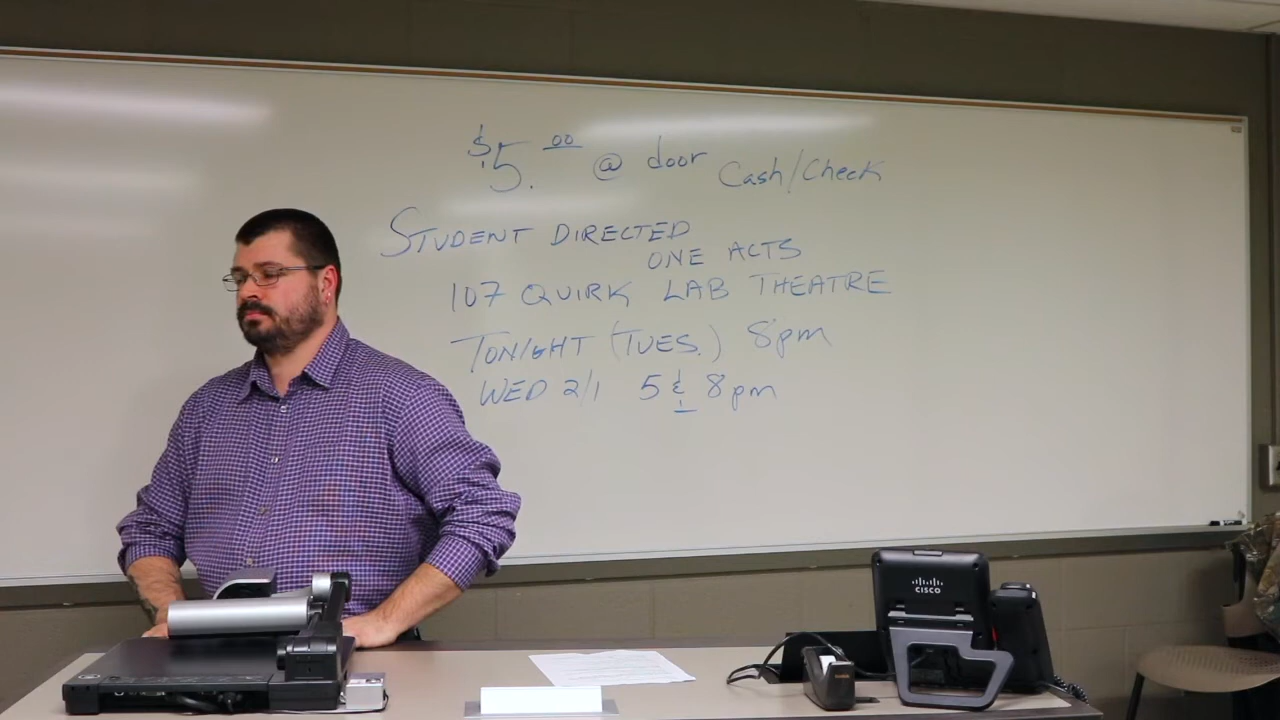 $5.00 @ door Cash/Check
STUDENT DIRECTED
ONE ACTS
107 QUIRK LAB THEATRE
TONIGHT (TUES.) 8pm
WED 2/1 5 & 8pm
CISCO